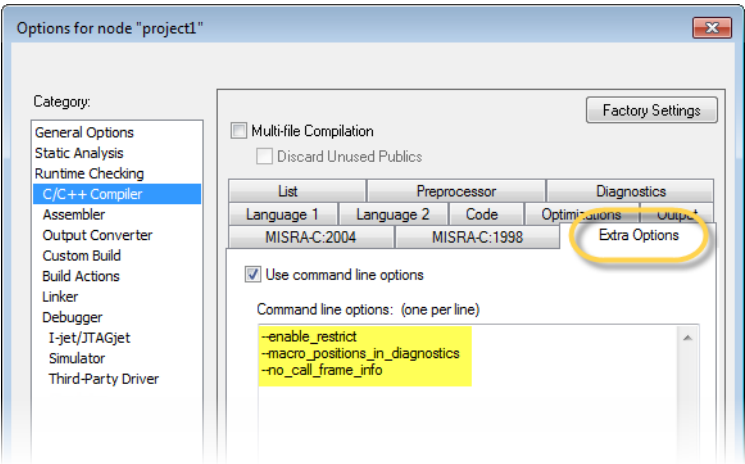 Options for node "project1"
Category:
General Options
Static Analysis
Runtime Checking
C/C++ Compiler
Assembler
Output Converter
Custom Build
Build Actions
Linker
Debugger
I-jet/JTAGjet
Simulator
Third-Party Driver
Factory Settings
Multi-file Compilation
Discard Unused Publics
List Preprocessor Diagnostics
Language 1 Language 2 Code Optimizations Output
MISRA-C:2004 MISRA-C:1998 Extra Options
Use command line options
Command line options: (one per line)
--enable_restrict
--macro_positions_in_diagnostics
--no_call_frame_info